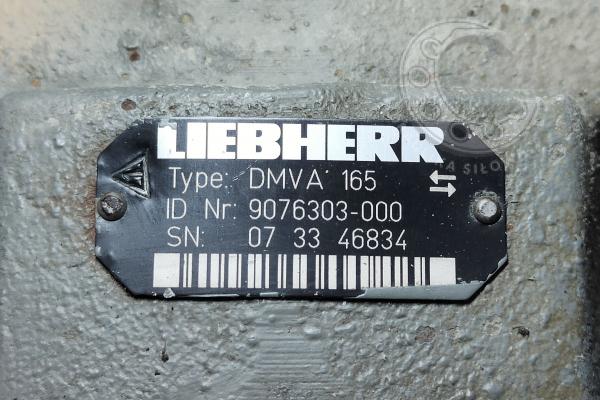 LIEBHERR
Type: DMVA 165
ID Nr: 9076303-000
SN: 07 33 46834